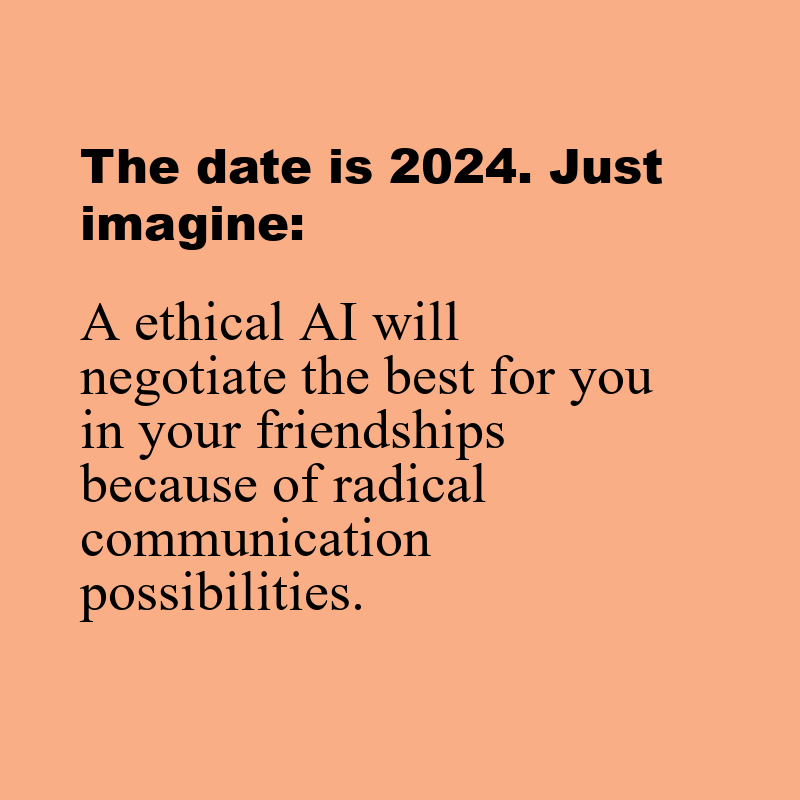 The date is 2024. Just
imagine:
A ethical AI will
negotiate the best for you
in your friendships
because of radical
communication
possibilities.